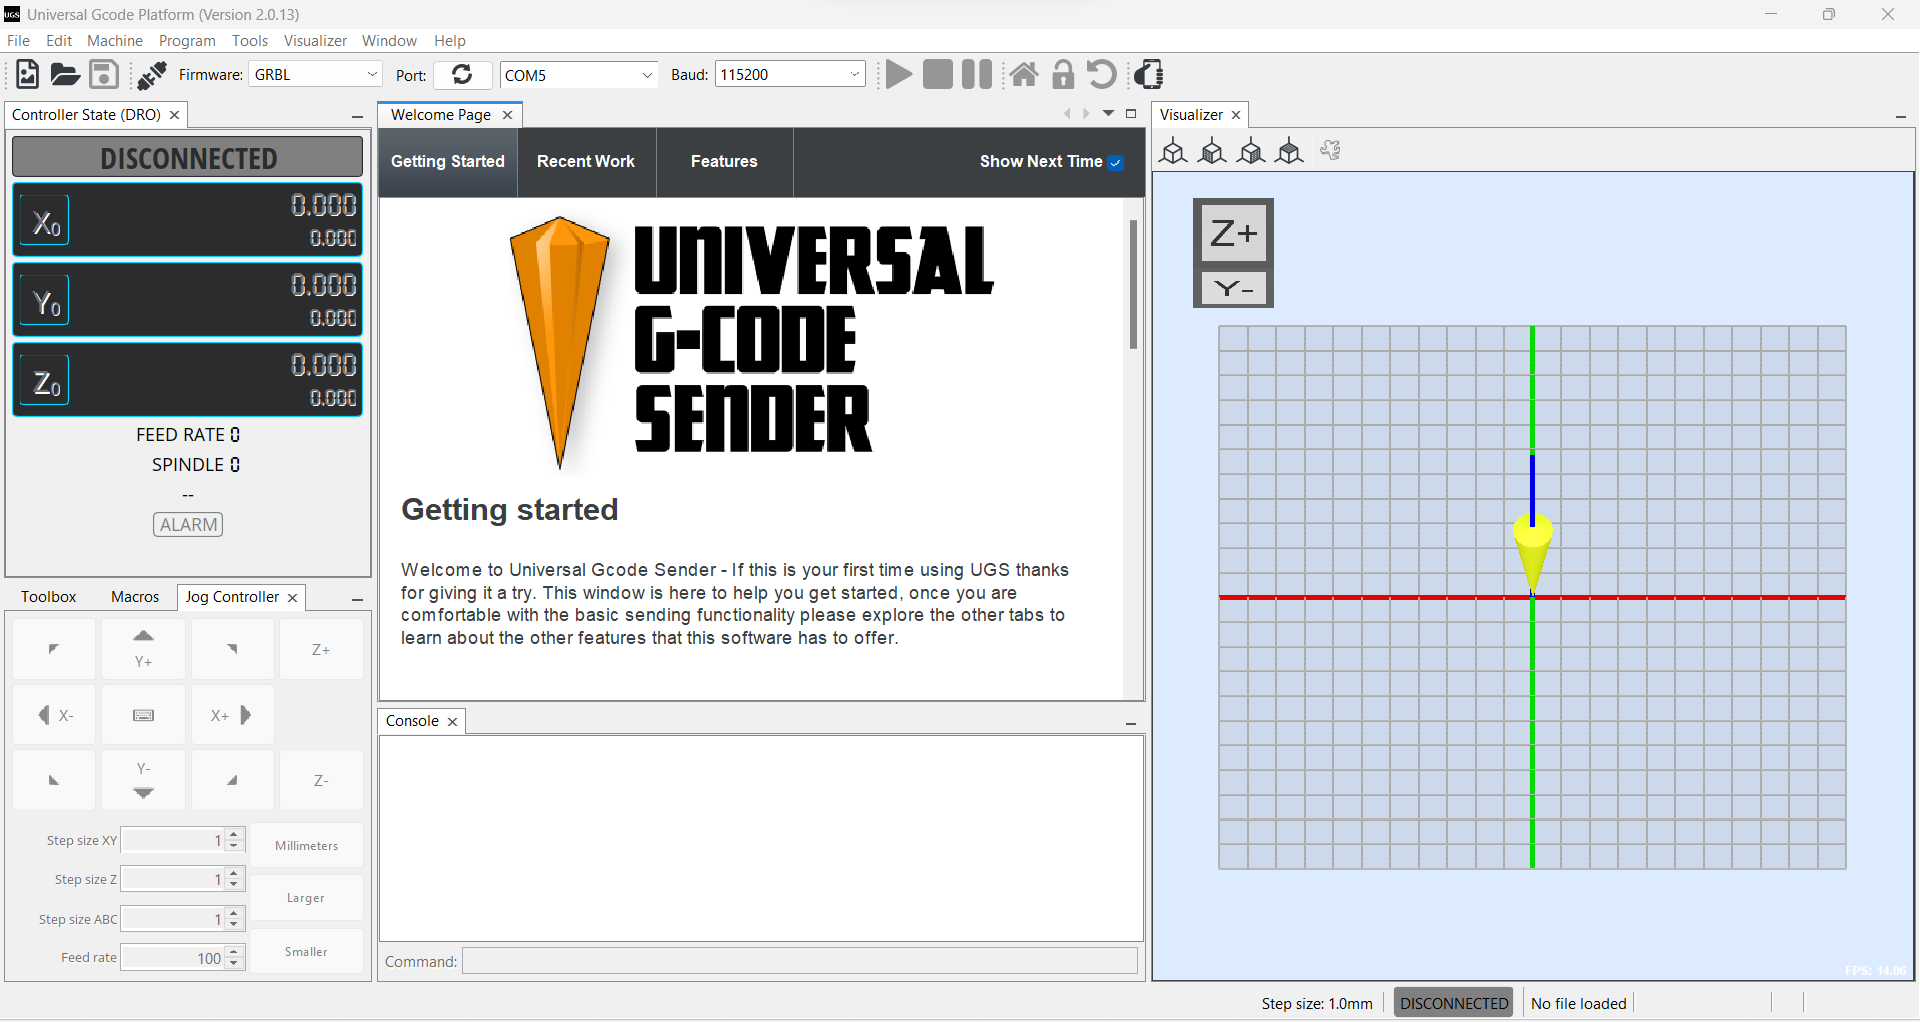 UGS Universal Gcode Platform (Version 2.0.13)
File Edit Machine Program Tools Visualizer Window Help
Firmware: GRBL Port: COM5 Baud: 115200
Controller State (DRO)
DISCONNECTED
X0 0.000
0.000
Y0 0.000
0.000
Z0 0.000
0.000
FEED RATE 0
SPINDLE 0
--
ALARM
Toolbox Macros Jog Controller
Y+ Z+
X- X+
Y- Z-
Step size XY 1 Millimeters
Step size Z 1
Larger
Step size ABC 1
Feed rate 100 Smaller
Welcome Page
Getting Started Recent Work Features Show Next Time
UNIVERSAL
G-CODE
SENDER
Getting started
Welcome to Universal Gcode Sender - If this is your first time using UGS thanks
for giving it a try. This window is here to help you get started, once you are
comfortable with the basic sending functionality please explore the other tabs to
learn about the other features that this software has to offer.
Console
Command:
Visualizer
Z+
Y-
FPS: 14.06
Step size: 1.0mm DISCONNECTED No file loaded